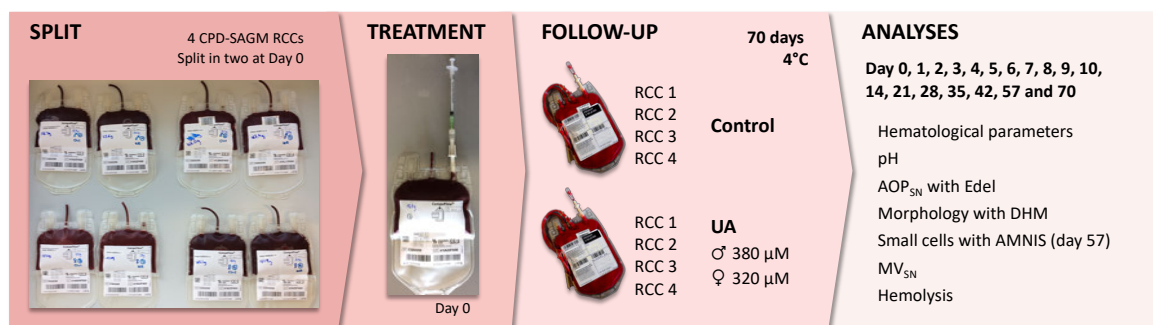 SPLIT
4 CPD-SAGM RCCs
Split in two at Day 0
TREATMENT
Day 0
FOLLOW-UP
70 days
4°C
RCC 1
RCC 2
RCC 3
RCC 4
Control
RCC 1
RCC 2
RCC 3
RCC 4
UA
♂ 380 µM
♀ 320 µM
ANALYSES
Day 0, 1, 2, 3, 4, 5, 6, 7, 8, 9, 10,
14, 21, 28, 35, 42, 57 and 70
Hematological parameters
pH
AOPSN with Edel
Morphology with DHM
Small cells with AMNIS (day 57)
MVSN
Hemolysis